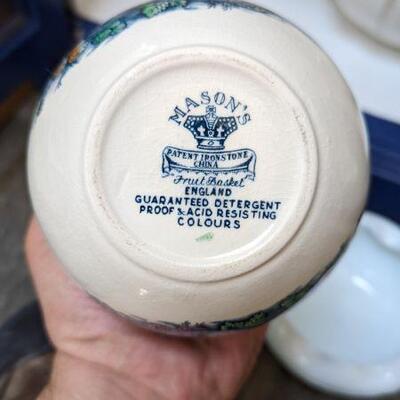 MASON'S
PATENT IRONSTONE
CHINA
Fruit Basket
ENGLAND
GUARANTEED DETERGENT
PROOF & ACID RESISTING
COLOURS